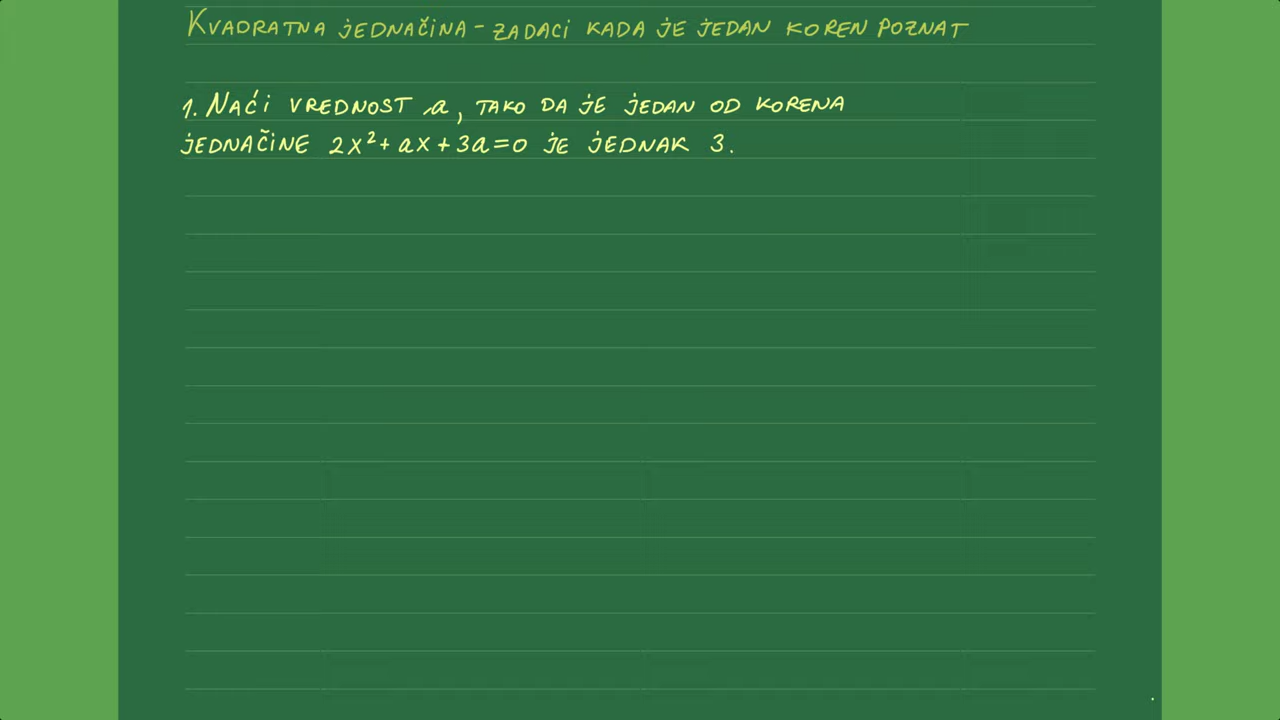 KVADRATNA JEDNAČINA - ZADACI KADA JE JEDAN KOREN POZNAT
1. NAĆI VREDNOST a, TAKO DA JE JEDAN OD KORENA
JEDNAČINE 2x²+ax+3a=0 JE JEDNAK 3.